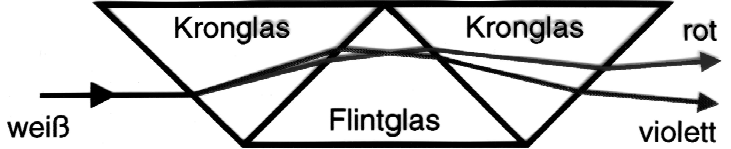 Kronglas Kronglas rot
Flintglas
weiß violett